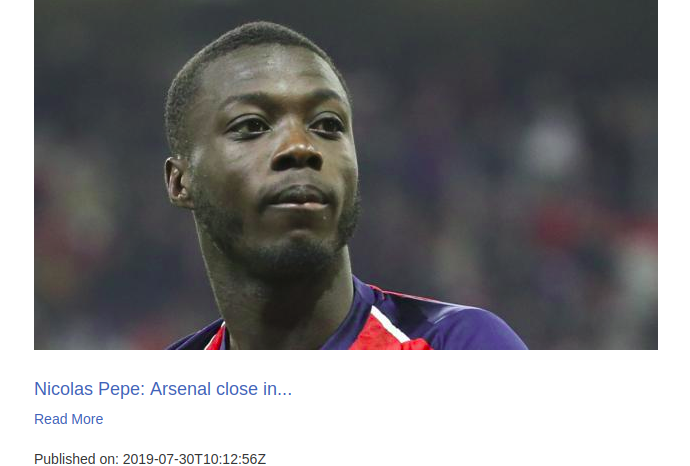 Nicolas Pepe: Arsenal close in...
Read More
Published on: 2019-07-30T10:12:56Z